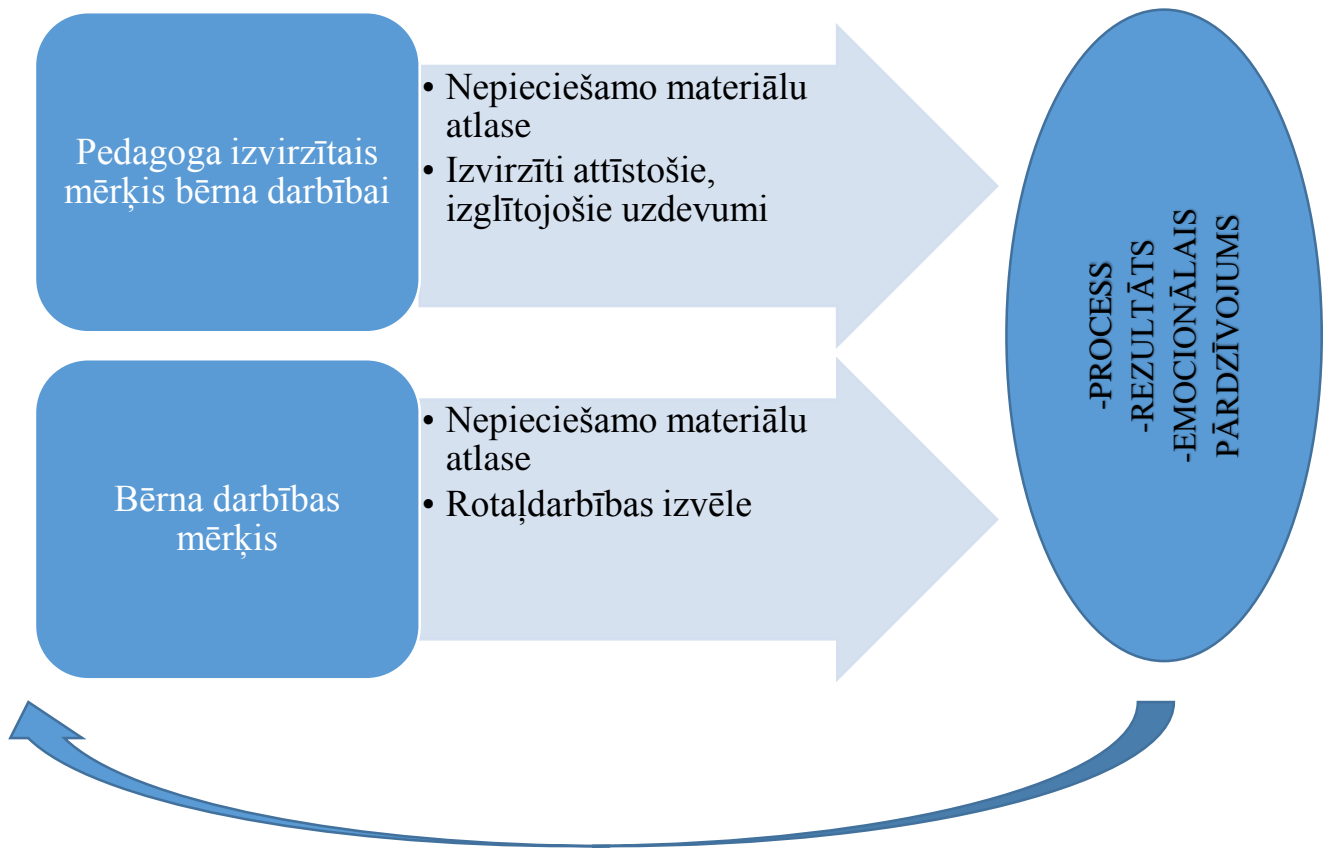 Pedagoga izvirzītais
mērķis bērna darbībai
• Nepieciešamo materiālu
atlase
• Izvirzīti attīstošie,
izglītojošie uzdevumi
Bērna darbības
mērķis
• Nepieciešamo materiālu
atlase
• Rotaļdarbības izvēle
-PROCESS
-REZULTĀTS
-EMOCIONĀLAIS
PĀRDZĪVOJUMS